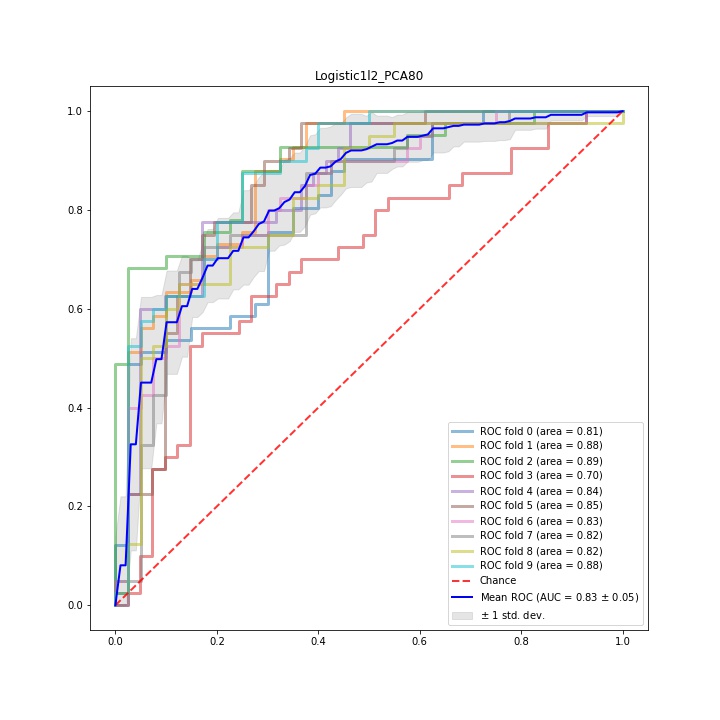 Logistic1l2_PCA80
1.0
0.8
0.6
0.4
0.2
0.0
0.0 0.2 0.4 0.6 0.8 1.0
ROC fold 0 (area = 0.81)
ROC fold 1 (area = 0.88)
ROC fold 2 (area = 0.89)
ROC fold 3 (area = 0.70)
ROC fold 4 (area = 0.84)
ROC fold 5 (area = 0.85)
ROC fold 6 (area = 0.83)
ROC fold 7 (area = 0.82)
ROC fold 8 (area = 0.82)
ROC fold 9 (area = 0.88)
Chance
Mean ROC (AUC = 0.83 ± 0.05)
± 1 std. dev.